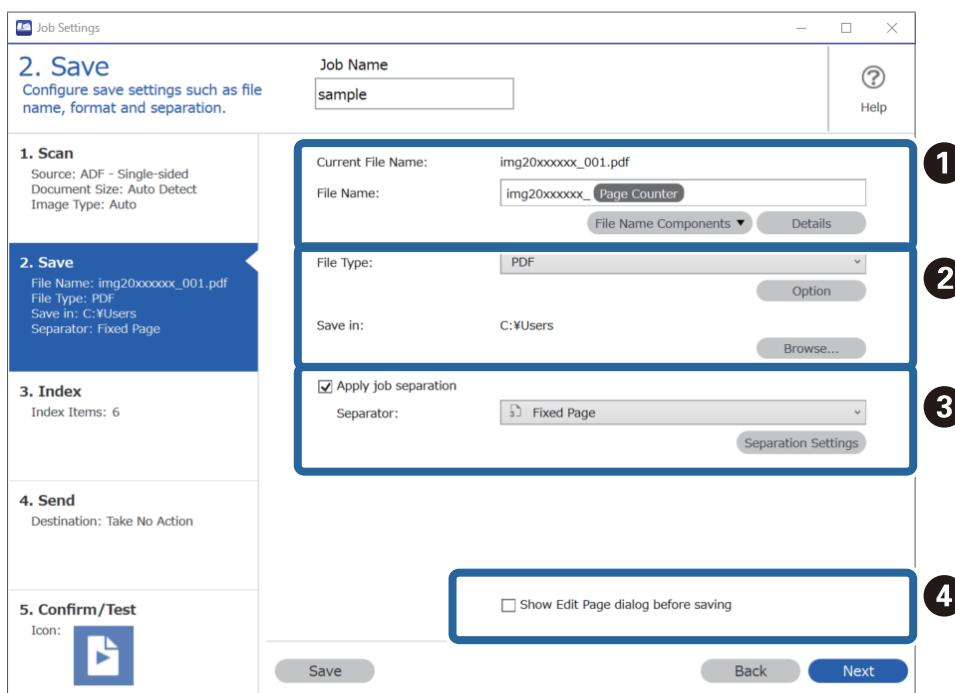 Job Settings
2. Save
Configure save settings such as file
name, format and separation.
Job Name
sample
Help
1. Scan
Source: ADF - Single-sided
Document Size: Auto Detect
Image Type: Auto
2. Save
File Name: img20xxxxxx_001.pdf
File Type: PDF
Save in: C:¥Users
Separator: Fixed Page
3. Index
Index Items: 6
4. Send
Destination: Take No Action
5. Confirm/Test
Icon:
Current File Name: img20xxxxxx_001.pdf
File Name: img20xxxxxx_ Page Counter
File Name Components ▼ Details
1
File Type: PDF
Option
Save in: C:¥Users
Browse...
2
Apply job separation
Separator: Fixed Page
Separation Settings
3
Show Edit Page dialog before saving
4
Save Back Next